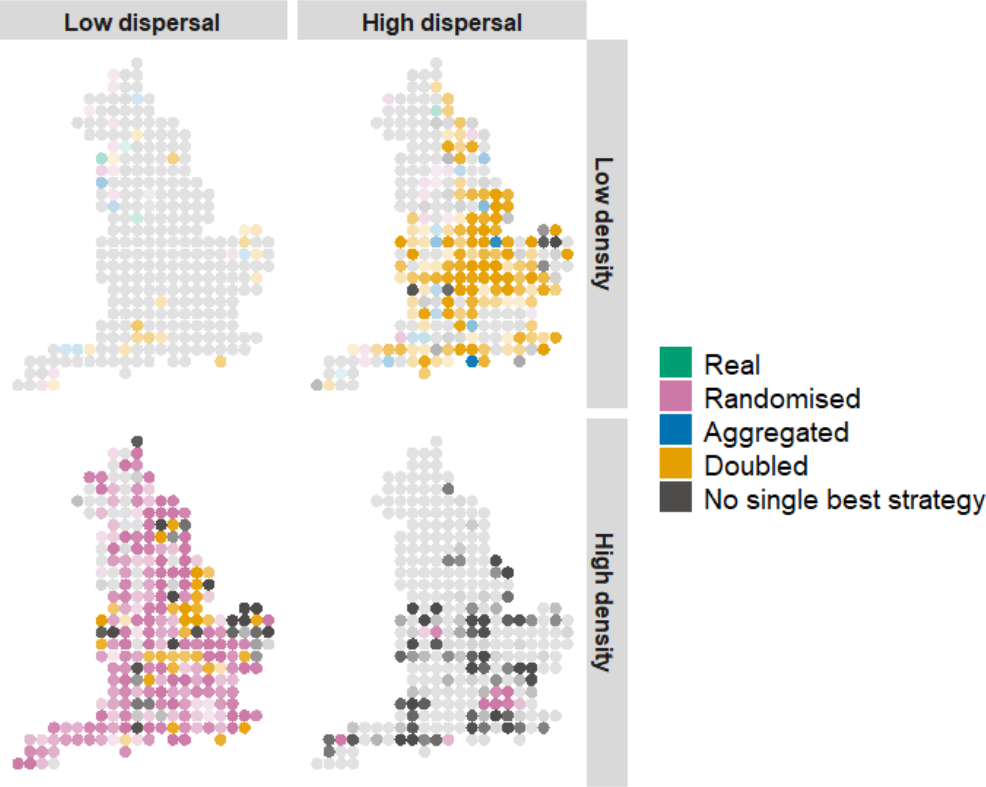 Low dispersal
High dispersal
Low density
High density
Real
Randomised
Aggregated
Doubled
No single best strategy